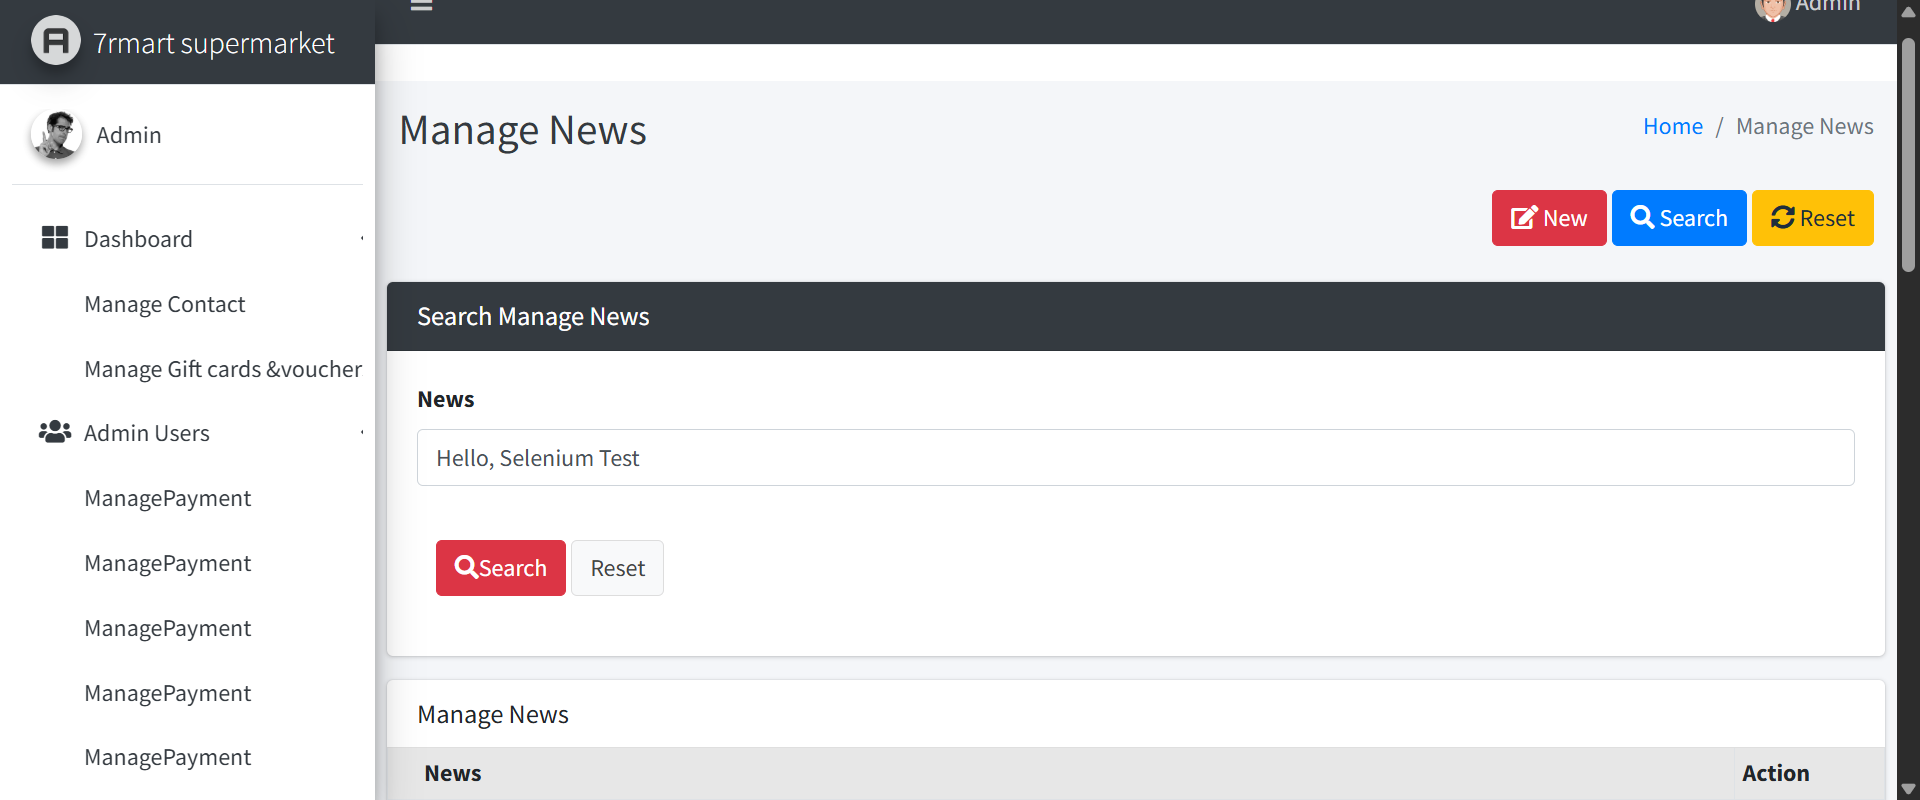 7rmart supermarket
Admin
Admin
Dashboard
Manage Contact
Manage Gift cards &voucher
Admin Users
ManagePayment
ManagePayment
ManagePayment
ManagePayment
ManagePayment
Manage News
Home / Manage News
New Search Reset
Search Manage News
News
Hello, Selenium Test
Search Reset
Manage News
News Action